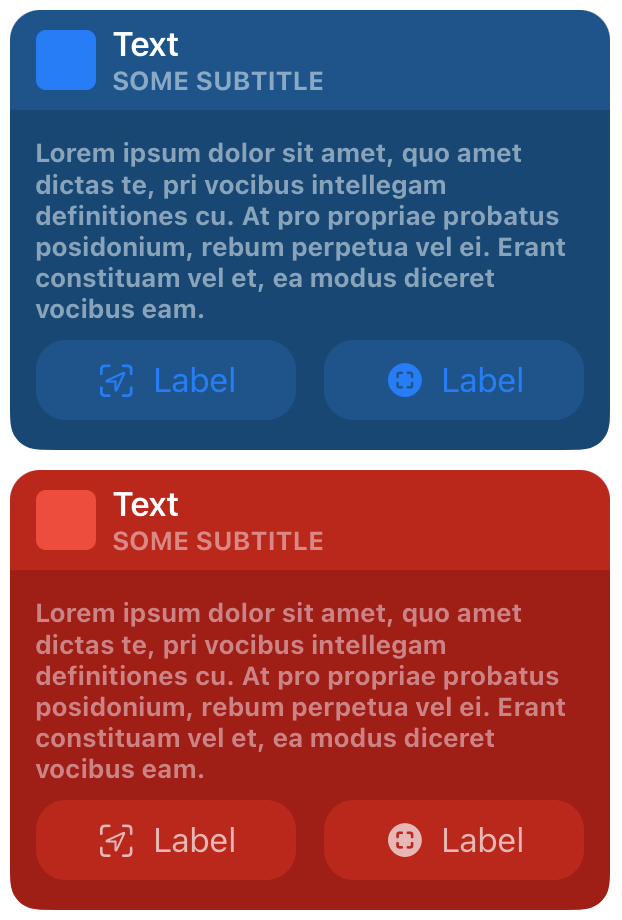 Text
SOME SUBTITLE
Lorem ipsum dolor sit amet, quo amet
dictas te, pri vocibus intellegam
definitiones cu. At pro propriae probatus
posidonium, rebum perpetua vel ei. Erant
constituam vel et, ea modus diceret
vocibus eam.
Label
Label
Text
SOME SUBTITLE
Lorem ipsum dolor sit amet, quo amet
dictas te, pri vocibus intellegam
definitiones cu. At pro propriae probatus
posidonium, rebum perpetua vel ei. Erant
constituam vel et, ea modus diceret
vocibus eam.
Label
Label